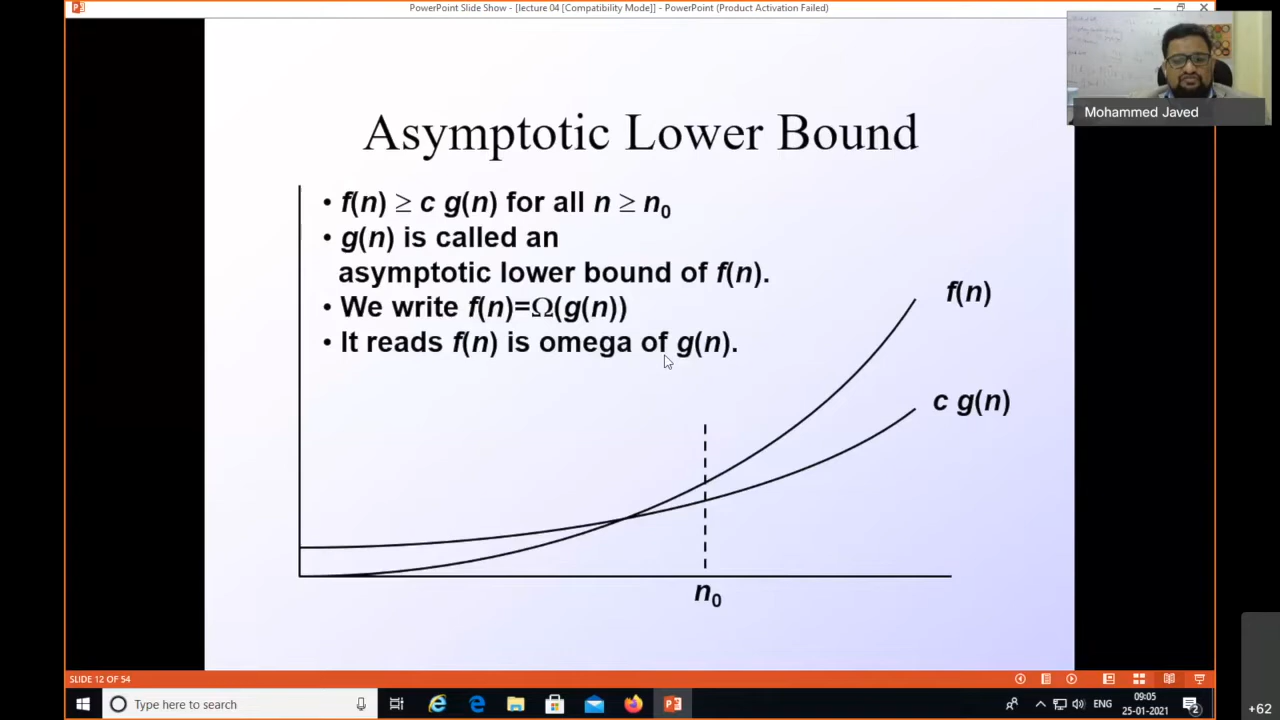 PowerPoint Slide Show - [lecture 04 [Compatibility Mode]] - PowerPoint (Product Activation Failed)
Mohammed Javed
Asymptotic Lower Bound
• f(n) ≥ c g(n) for all n ≥ n₀
• g(n) is called an
asymptotic lower bound of f(n).
• We write f(n)=Ω(g(n))
• It reads f(n) is omega of g(n).
f(n)
c g(n)
n₀
SLIDE 12 OF 54
Type here to search
ENG
09:05
25-01-2021
2
+62